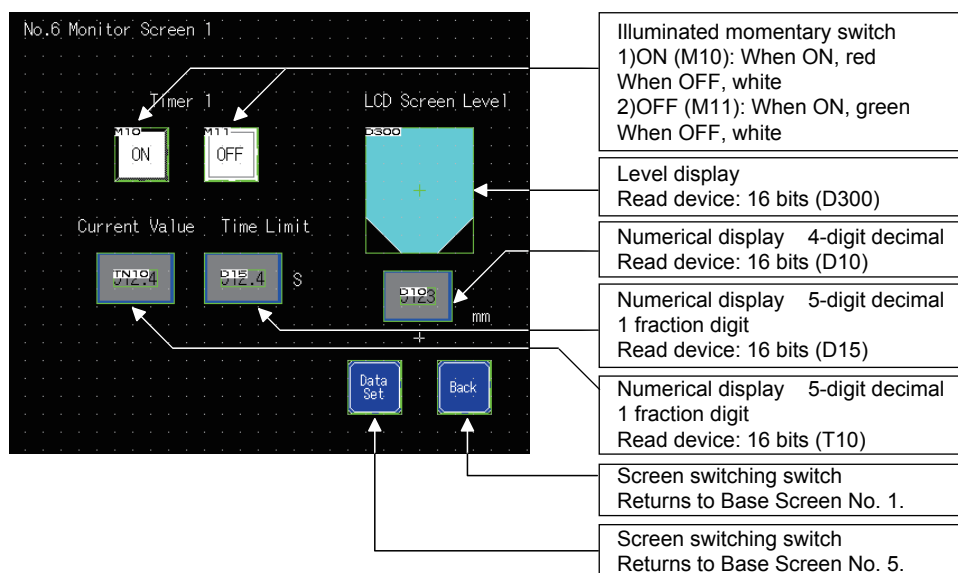 No.6 Monitor Screen 1
Timer 1
LCD Screen Level
M10
ON
M11
OFF
D300
Current Value
Time Limit
TN10
D15
S
D10
mm
Data
Set
Back
Illuminated momentary switch
1)ON (M10): When ON, red
When OFF, white
2)OFF (M11): When ON, green
When OFF, white
Level display
Read device: 16 bits (D300)
Numerical display 4-digit decimal
Read device: 16 bits (D10)
Numerical display 5-digit decimal
1 fraction digit
Read device: 16 bits (D15)
Numerical display 5-digit decimal
1 fraction digit
Read device: 16 bits (T10)
Screen switching switch
Returns to Base Screen No. 1.
Screen switching switch
Returns to Base Screen No. 5.